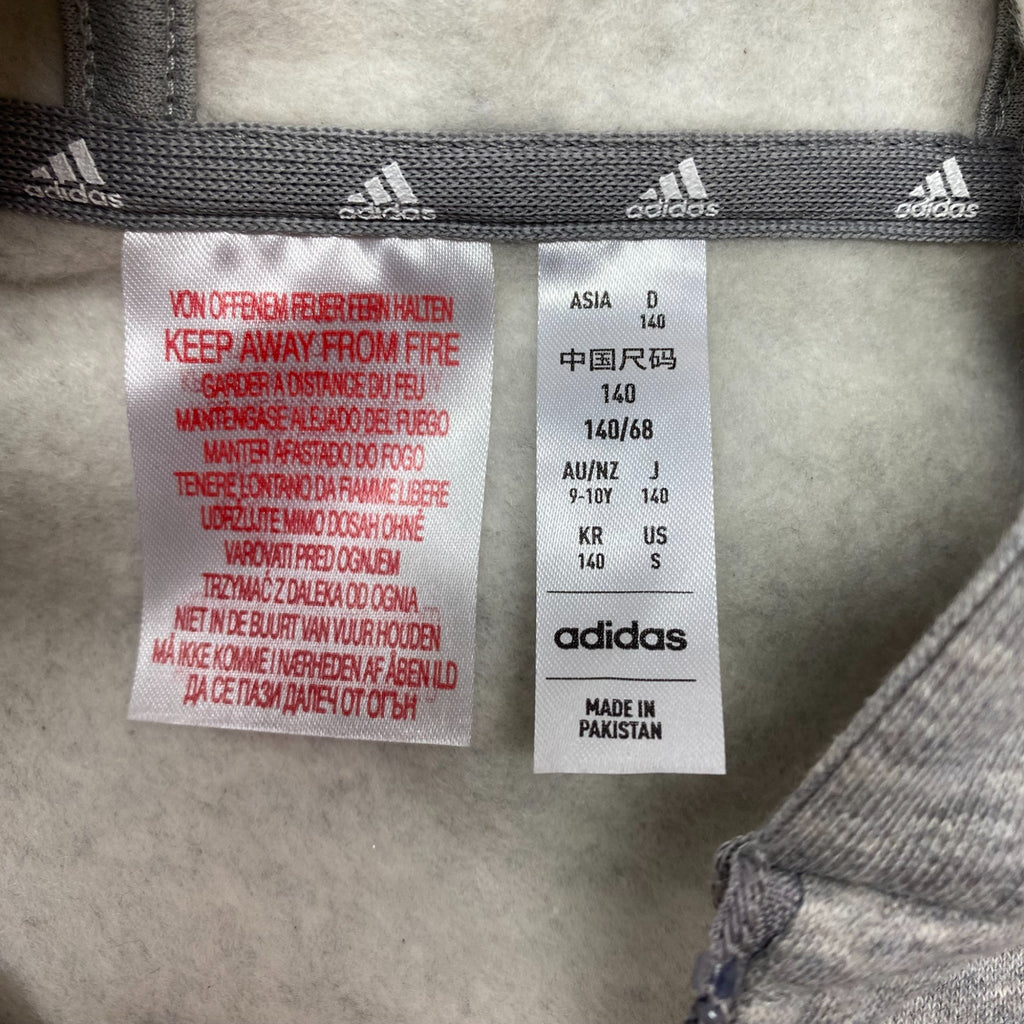 adidas
adidas
adidas
adidas
VON OFFENEM FEUER FERN HALTEN
KEEP AWAY FROM FIRE
GARDER A DISTANCE DU FEU
MANTÉNGASE ALEJADO DEL FUEGO
MANTER AFASTADO DO FOGO
TENERE LONTANO DA FIAMME LIBERE
UDRŽUJTE MIMO DOSAH OHNĚ
VAROVATI PRED OGNJEM
TRZYMAĆ Z DALEKA OD OGNIA
NIET IN DE BUURT VAN VUUR HOUDEN
MÅ IKKE KOMME I NÆRHEDEN AF ÅBEN ILD
ДА СЕ ПАЗИ ДАЛЕЧ ОТ ОГЪН
ASIA D
140
中国尺码
140
140/68
AU/NZ J
9-10Y 140
KR US
140 S
adidas
MADE IN
PAKISTAN